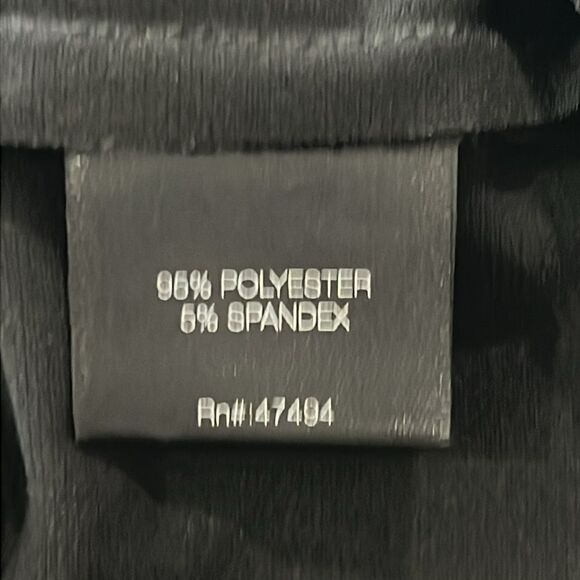 95% POLYESTER
5% SPANDEX
Rn# 47494